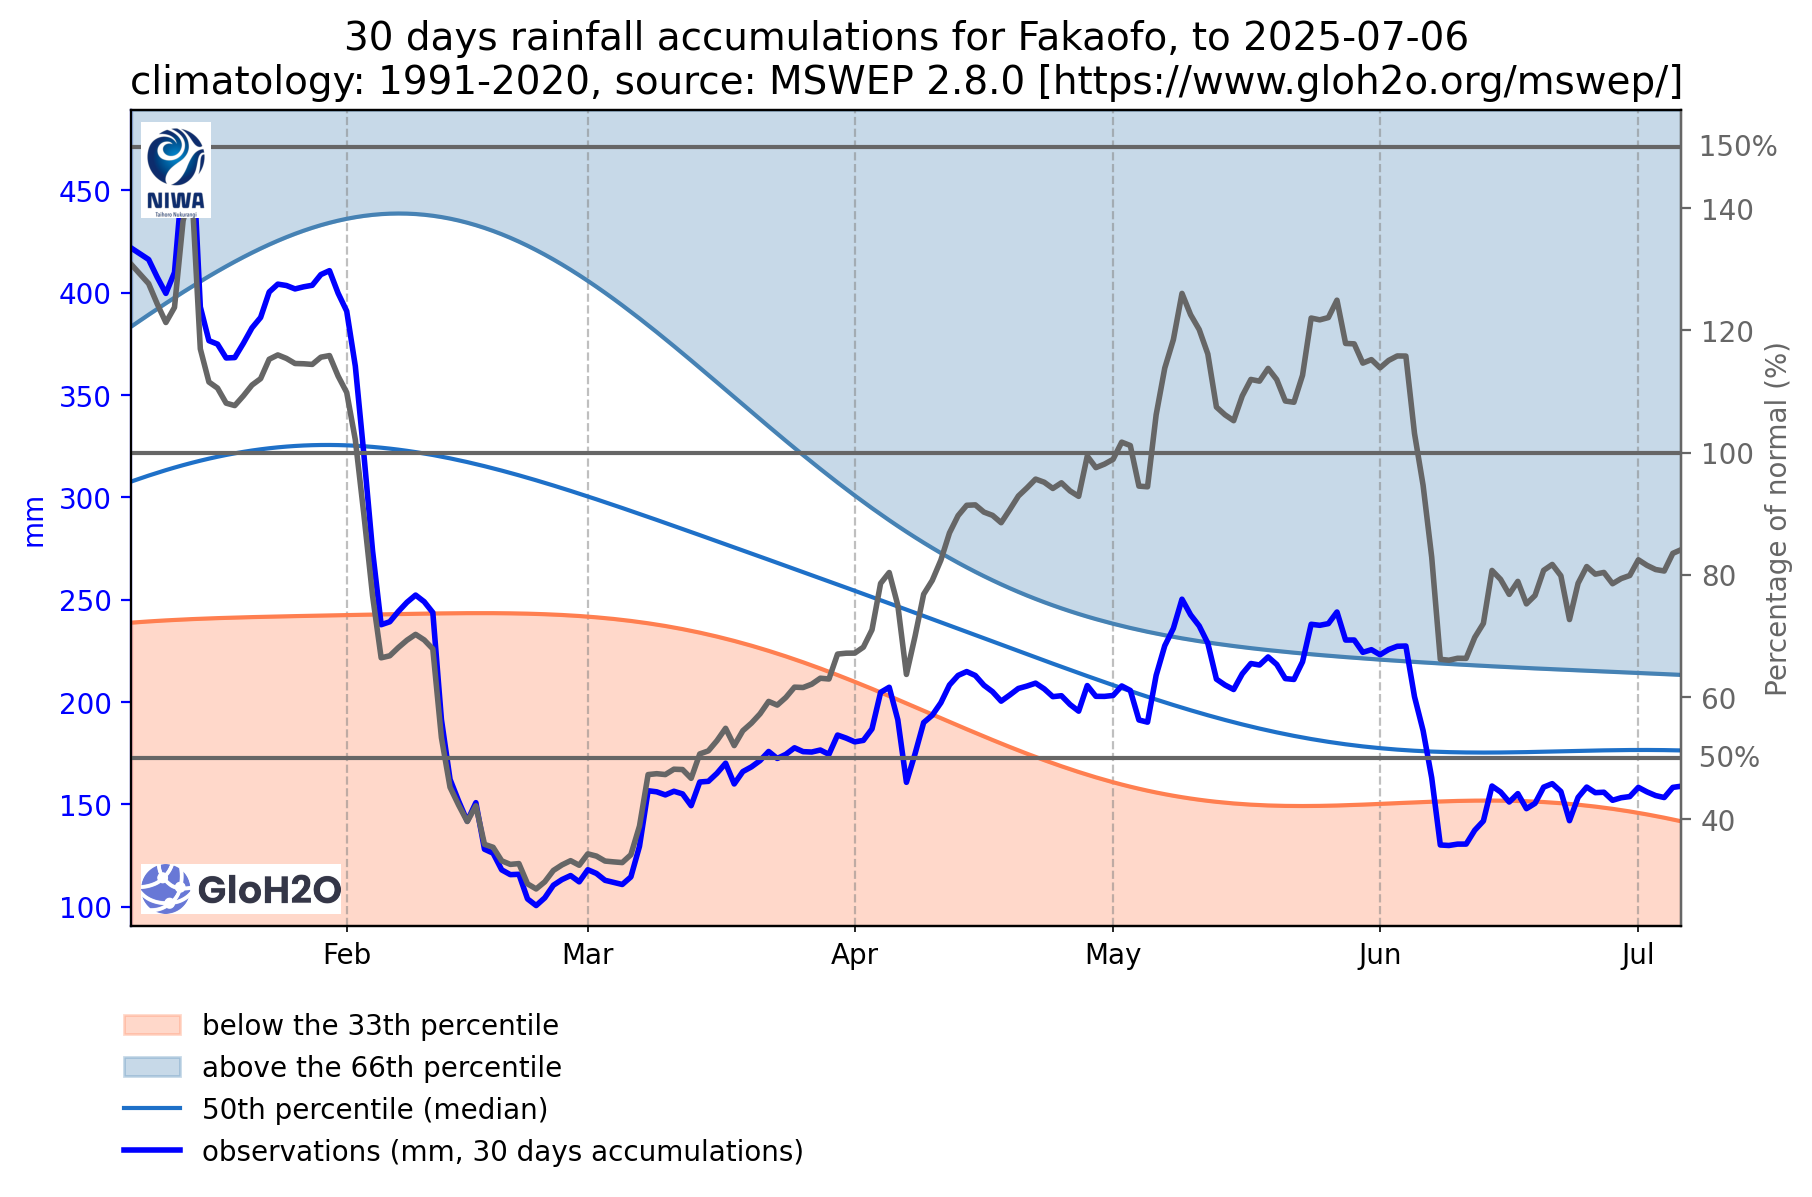 30 days rainfall accumulations for Fakaofo, to 2025-07-06
climatology: 1991-2020, source: MSWEP 2.8.0 [https://www.gloh2o.org/mswep/]
NIWA
Taihoro Nukurangi
450
400
350
300
250
200
150
100
mm
150%
140
120
100
80
60
50%
40
Percentage of normal (%)
GloH2O
Feb
Mar
Apr
May
Jun
Jul
below the 33th percentile
above the 66th percentile
50th percentile (median)
observations (mm, 30 days accumulations)